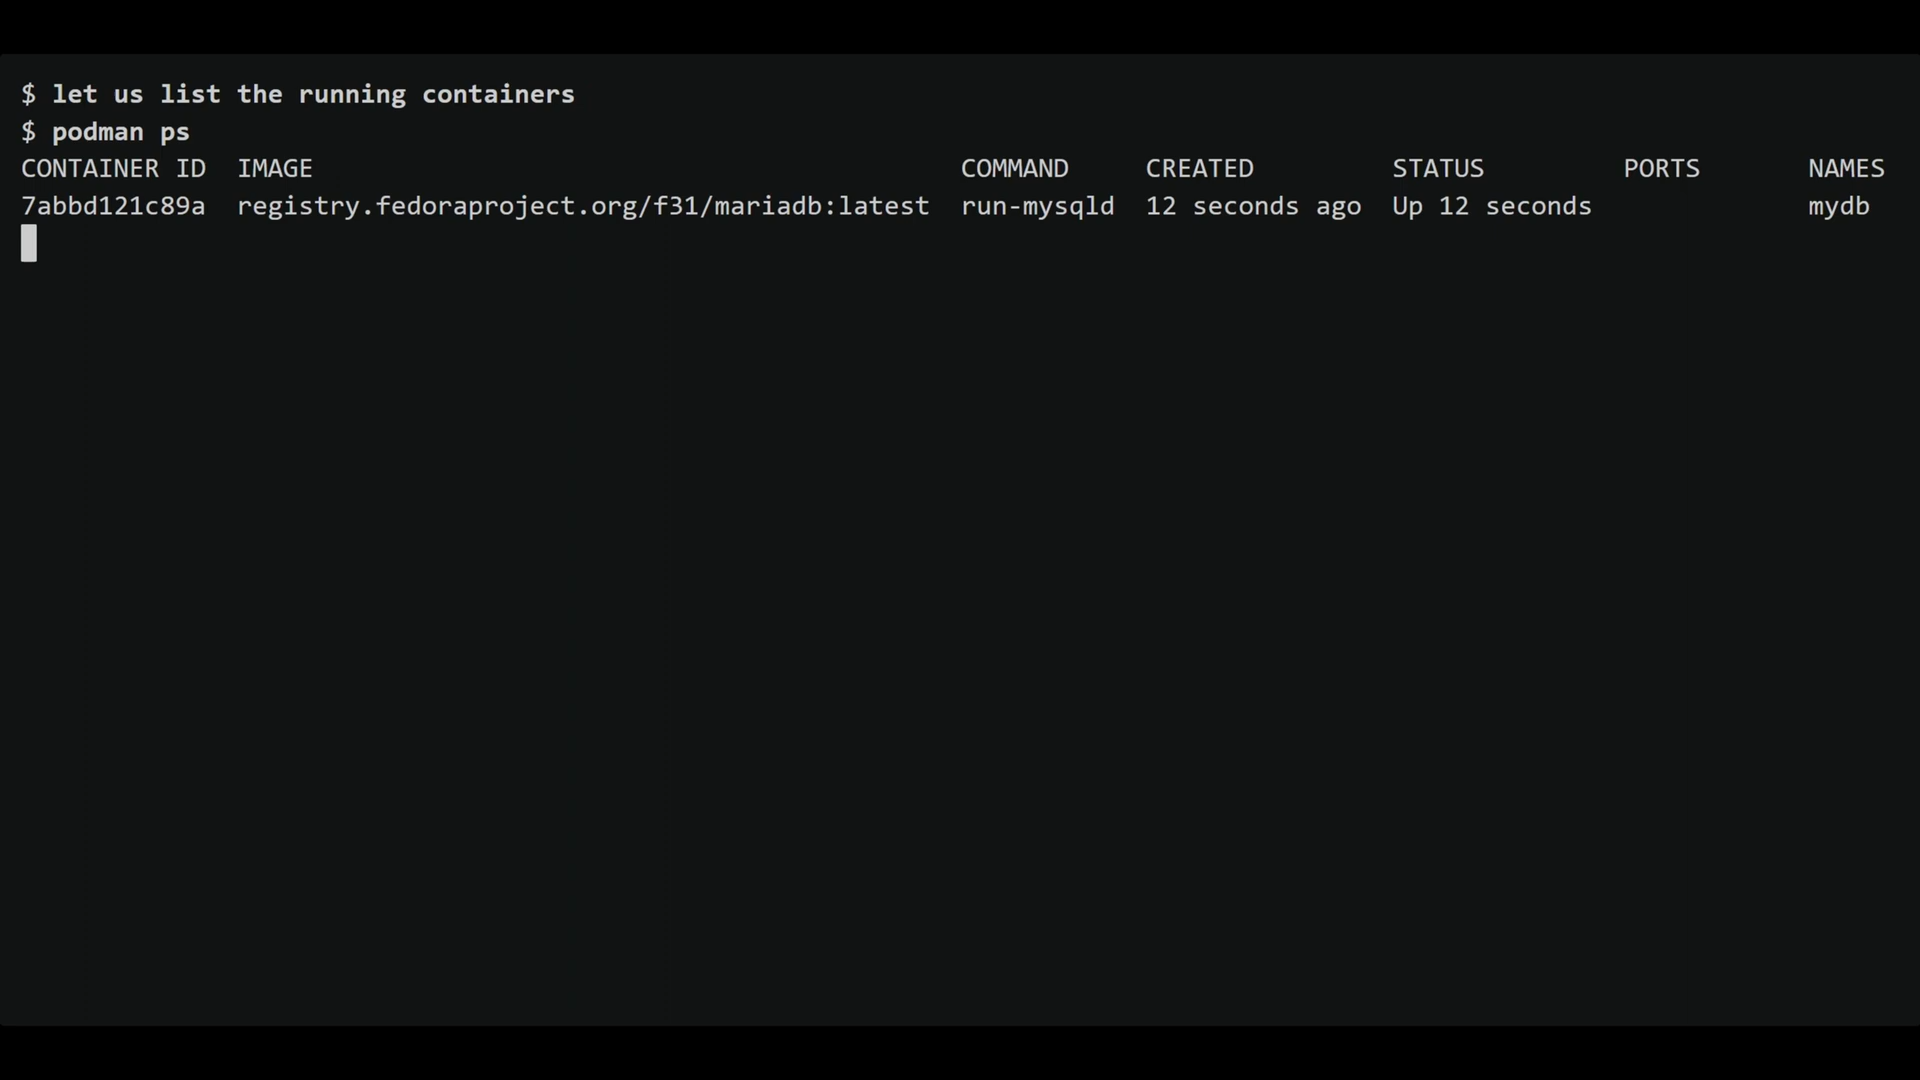 $ let us list the running containers
$ podman ps
CONTAINER ID  IMAGE                                          COMMAND     CREATED         STATUS         PORTS       NAMES
7abbd121c89a  registry.fedoraproject.org/f31/mariadb:latest  run-mysqld  12 seconds ago  Up 12 seconds              mydb